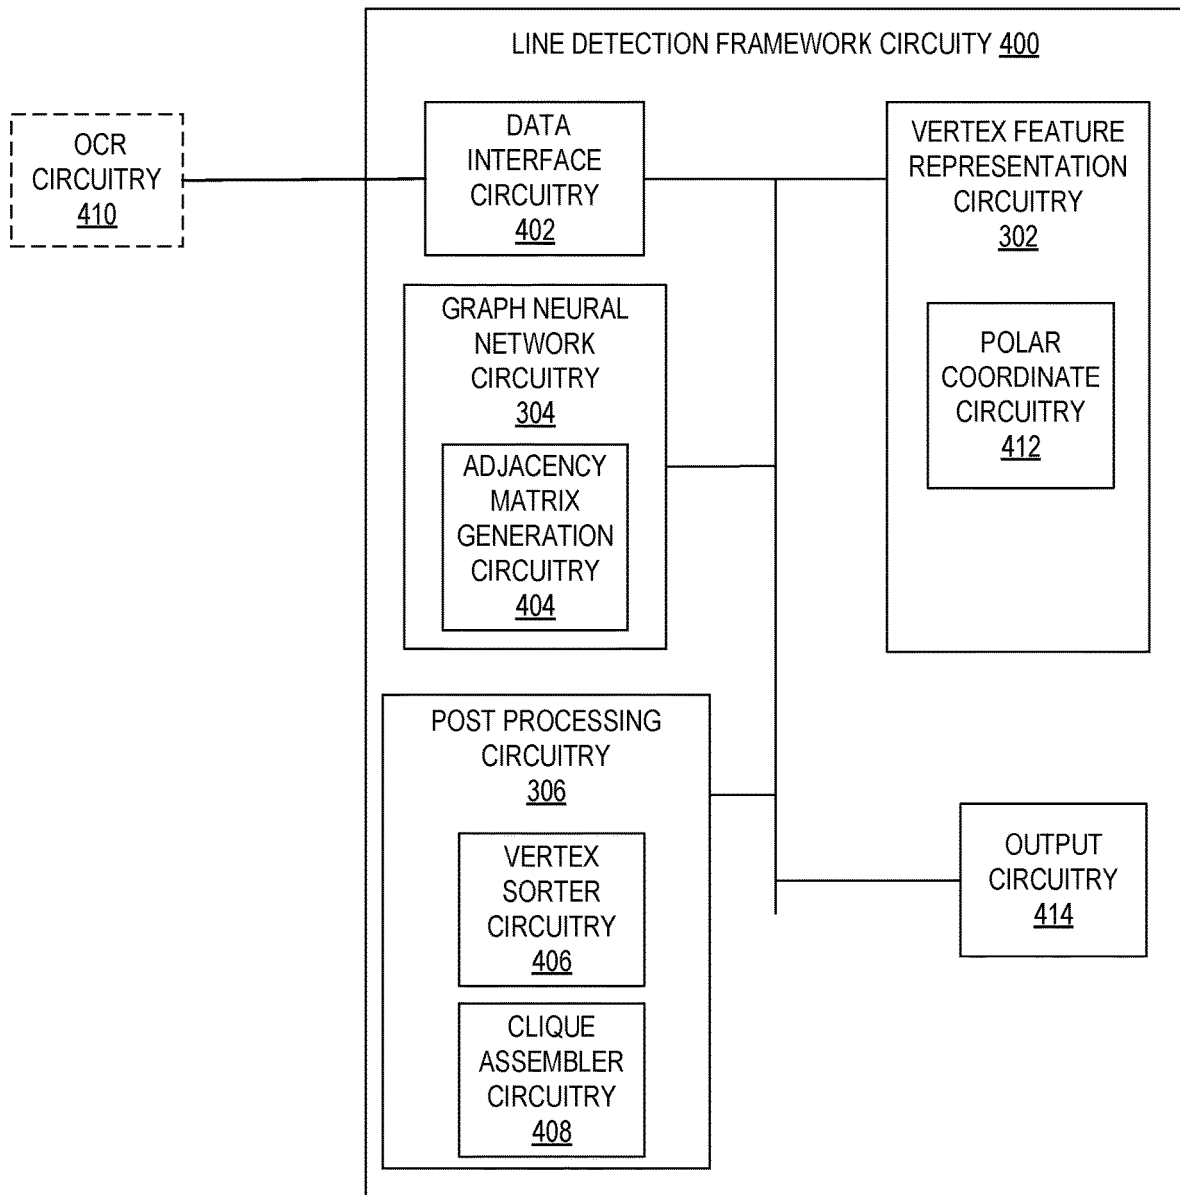 LINE DETECTION FRAMEWORK CIRCUITY 400
OCR
CIRCUITRY
410
DATA
INTERFACE
CIRCUITRY
402
VERTEX FEATURE
REPRESENTATION
CIRCUITRY
302
POLAR
COORDINATE
CIRCUITRY
412
GRAPH NEURAL
NETWORK
CIRCUITRY
304
ADJACENCY
MATRIX
GENERATION
CIRCUITRY
404
POST PROCESSING
CIRCUITRY
306
VERTEX
SORTER
CIRCUITRY
406
CLIQUE
ASSEMBLER
CIRCUITRY
408
OUTPUT
CIRCUITRY
414